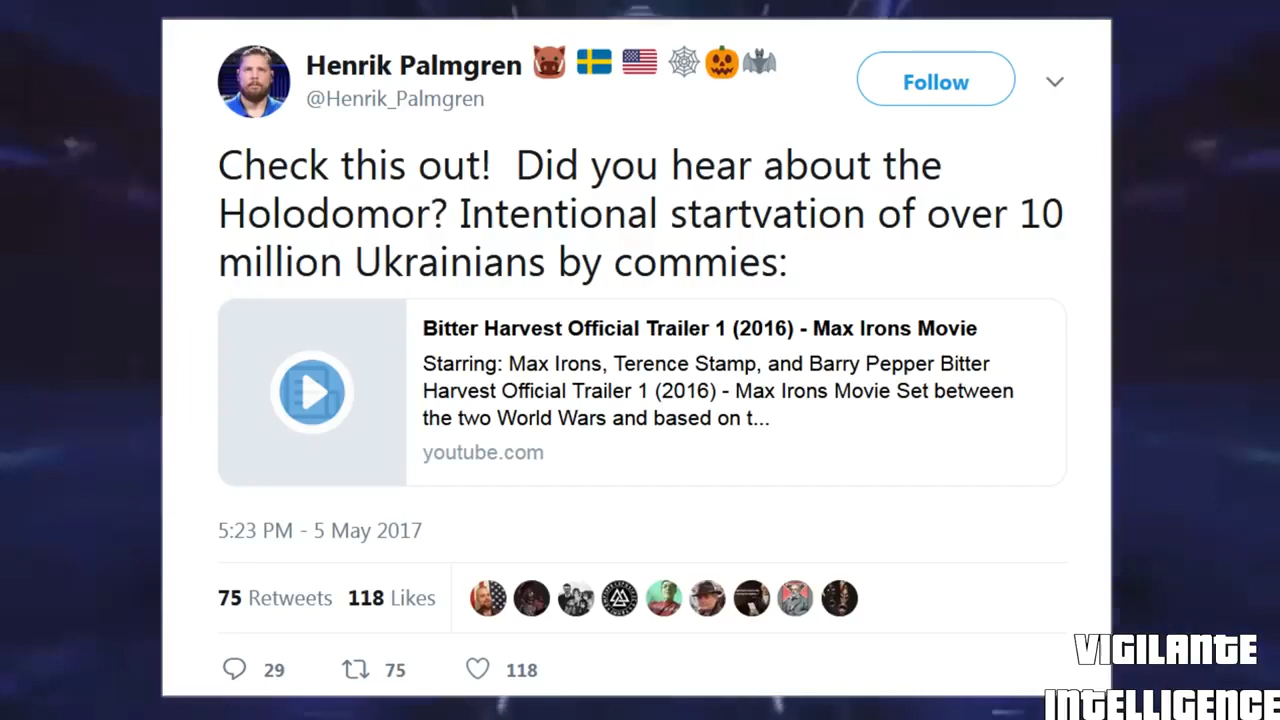 Henrik Palmgren
@Henrik_Palmgren
Follow
Check this out!  Did you hear about the
Holodomor? Intentional startvation of over 10
million Ukrainians by commies:
Bitter Harvest Official Trailer 1 (2016) - Max Irons Movie
Starring: Max Irons, Terence Stamp, and Barry Pepper Bitter
Harvest Official Trailer 1 (2016) - Max Irons Movie Set between
the two World Wars and based on t...
youtube.com
5:23 PM - 5 May 2017
75 Retweets 118 Likes
29 75 118
VIGILANTE
INTELLIGENCE